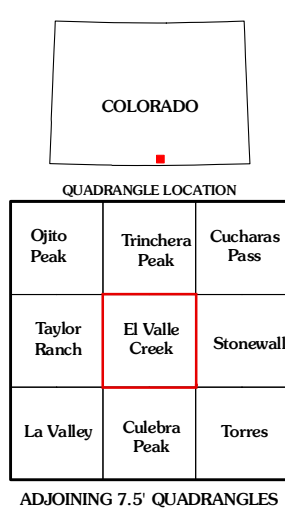 COLORADO
QUADRANGLE LOCATION
Ojito
Peak
Trinchera
Peak
Cucharas
Pass
Taylor
Ranch
El Valle
Creek
Stonewall
La Valley
Culebra
Peak
Torres
ADJOINING 7.5' QUADRANGLES